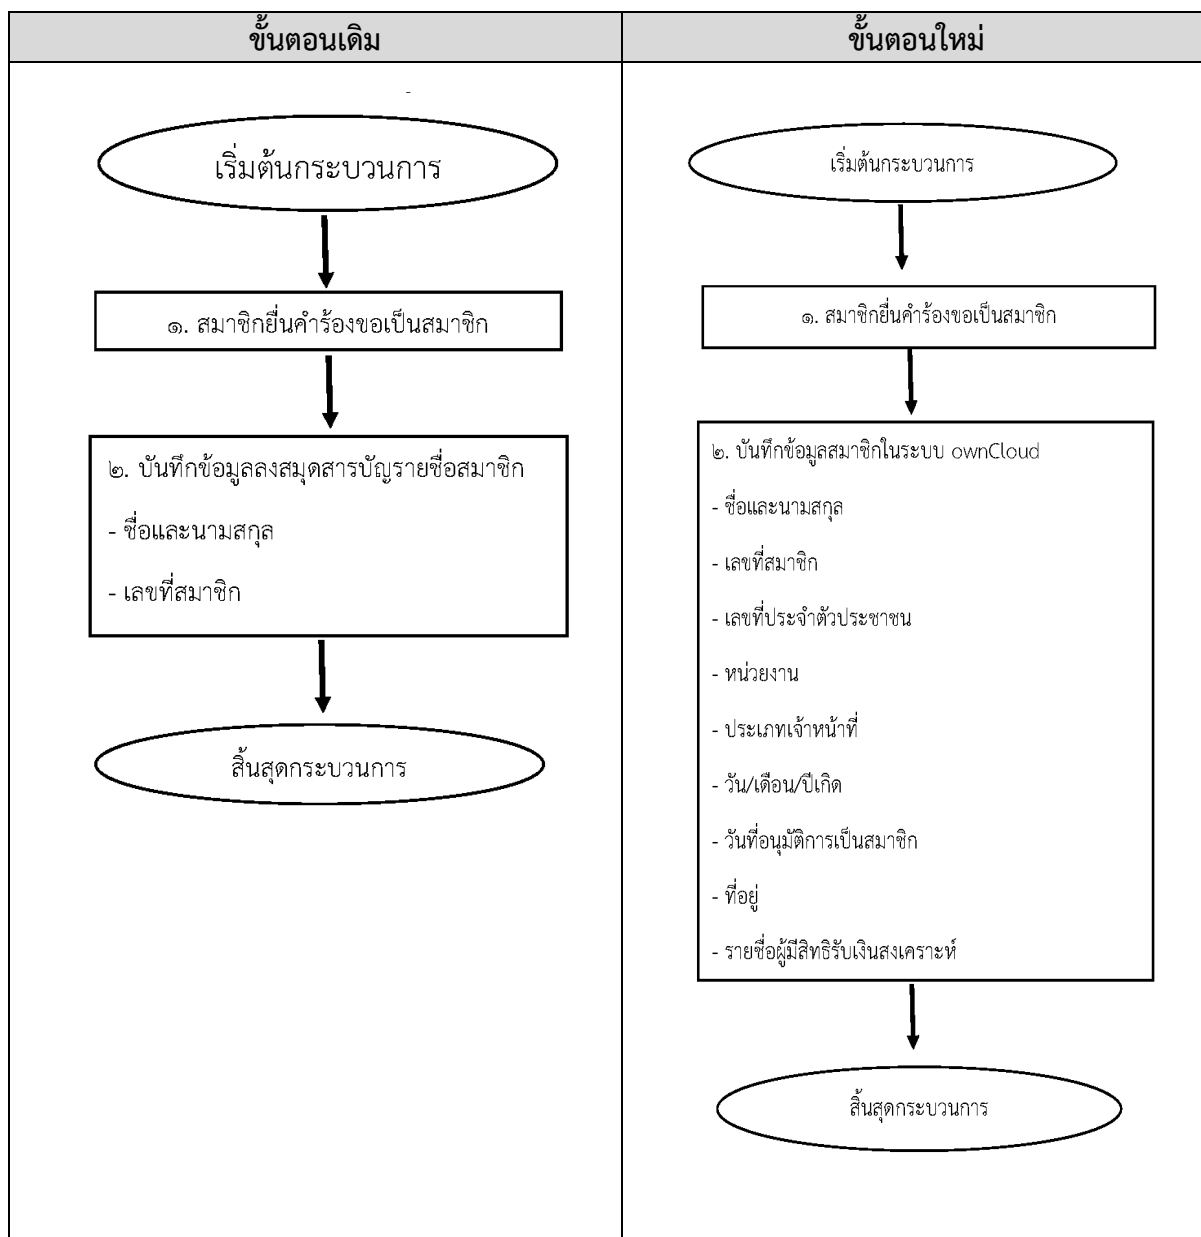 ขั้นตอนเดิม
เริ่มต้นกระบวนการ
๑. สมาชิกยื่นคำร้องขอเป็นสมาชิก
๒. บันทึกข้อมูลลงสมุดสารบัญรายชื่อสมาชิก
- ชื่อและนามสกุล
- เลขที่สมาชิก
สิ้นสุดกระบวนการ
ขั้นตอนใหม่
เริ่มต้นกระบวนการ
๑. สมาชิกยื่นคำร้องขอเป็นสมาชิก
๒. บันทึกข้อมูลสมาชิกในระบบ ownCloud
- ชื่อและนามสกุล
- เลขที่สมาชิก
- เลขที่ประจำตัวประชาชน
- หน่วยงาน
- ประเภทเจ้าหน้าที่
- วัน/เดือน/ปีเกิด
- วันที่อนุมัติการเป็นสมาชิก
- ที่อยู่
- รายชื่อผู้มีสิทธิรับเงินสงเคราะห์
สิ้นสุดกระบวนการ